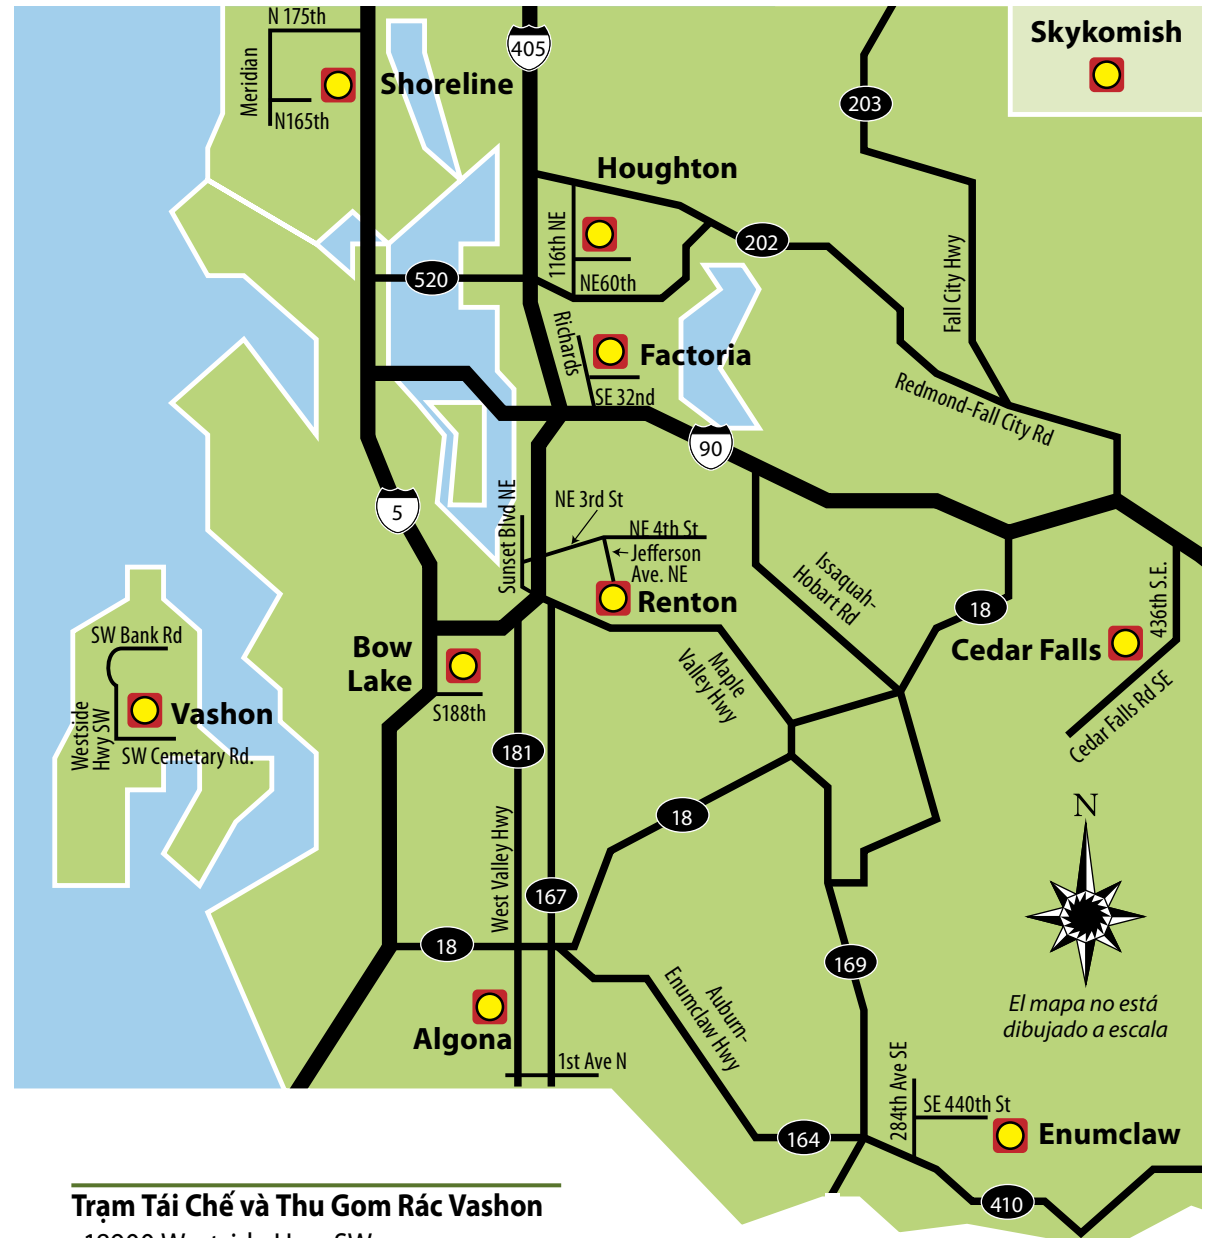 N 175th
Meridian
N165th
Shoreline
405
203
Skykomish
Houghton
116th NE
NE60th
202
520
Fall City Hwy
Richards
Factoria
SE 32nd
Redmond-Fall City Rd
90
5
Sunset Blvd NE
NE 3rd St
NE 4th St
Jefferson
Ave. NE
Renton
Issaquah-
Hobart Rd
18
436th S.E.
Cedar Falls
Cedar Falls Rd SE
Bow
Lake
S188th
Maple
Valley Hwy
SW Bank Rd
Westside
Hwy SW
Vashon
SW Cemetary Rd.
181
18
West Valley Hwy
167
18
169
N
El mapa no está
dibujado a escala
Auburn-
Enumclaw Hwy
Algona
1st Ave N
284th Ave SE
SE 440th St
Enumclaw
164
410
Trạm Tái Chế và Thu Gom Rác Vashon